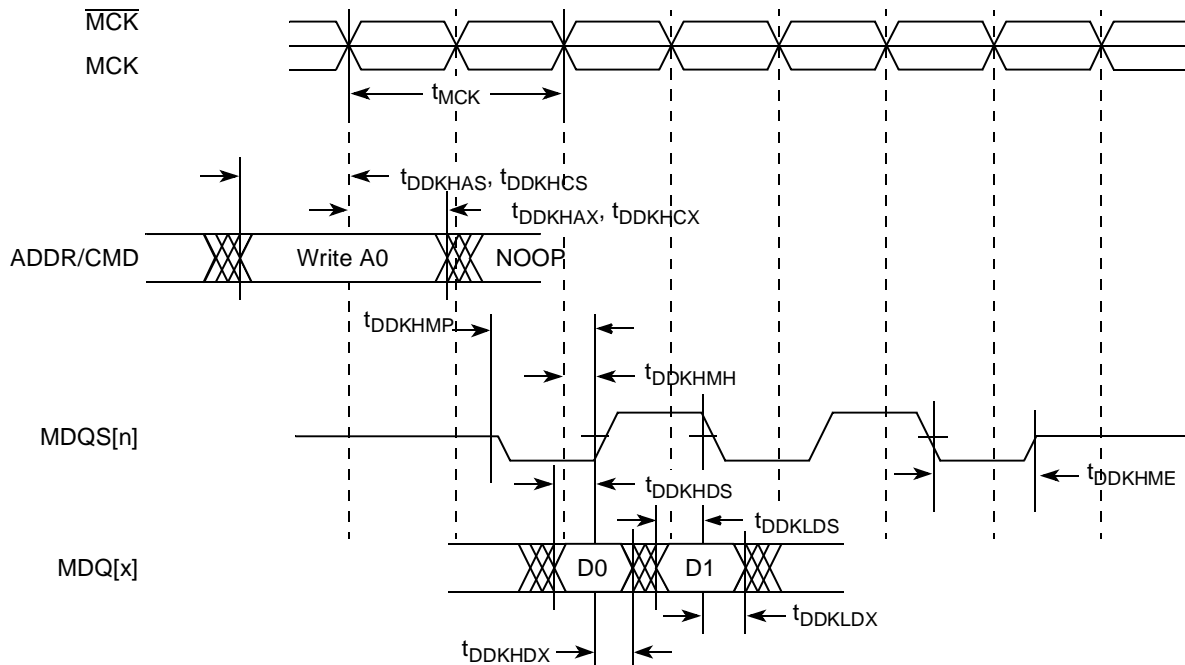 MCK
MCK
tMCK
tDDKHAS, tDDKHCS
tDDKHAX, tDDKHCX
ADDR/CMD
Write A0
NOOP
tDDKHMP
tDDKHMH
MDQS[n]
tDDKHDS
tDDKHME
tDDKLDS
MDQ[x]
D0
D1
tDDKLDX
tDDKHDX